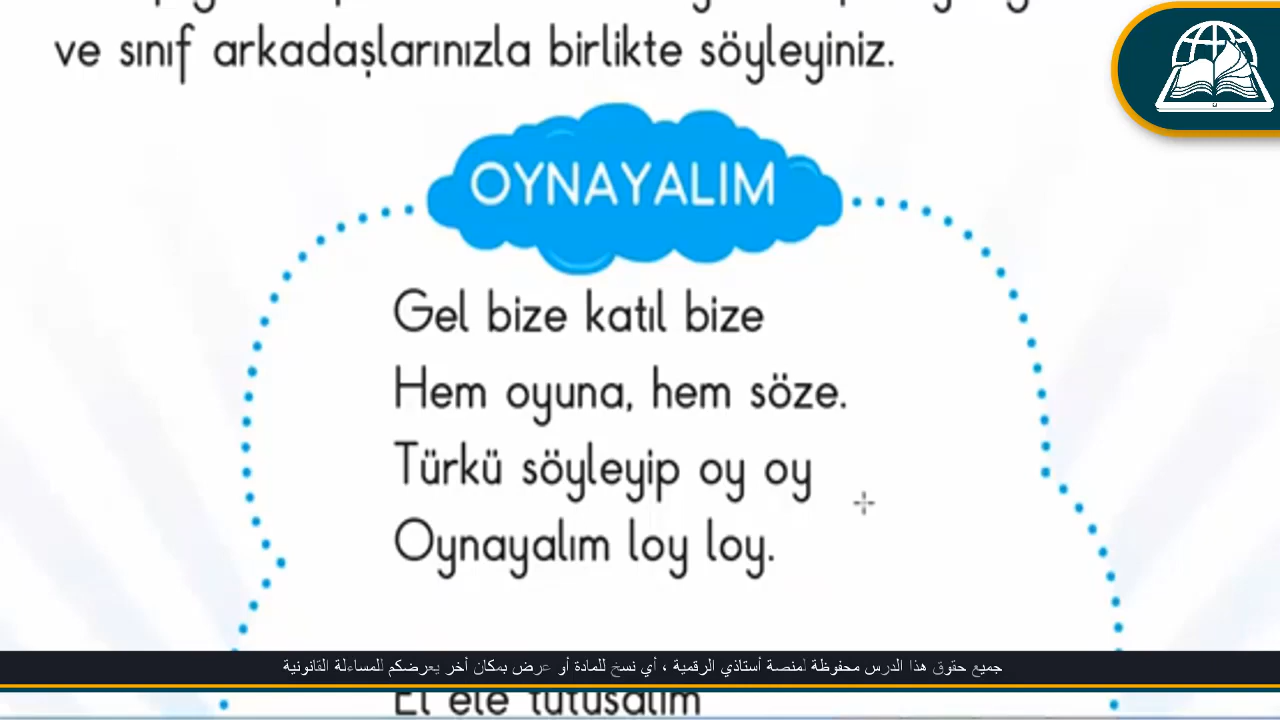 ve sınıf arkadaşlarınızla birlikte söyleyiniz.
OYNAYALIM
Gel bize katıl bize
Hem oyuna, hem söze.
Türkü söyleyip oy oy
Oynayalım loy loy.
جميع حقوق هذا الدرس محفوظة لمنصة أستاذي الرقمية ، أي نسخ للمادة أو عرض بمكان أخر يعرضكم للمساءلة القانونية
El ele tutuşalım